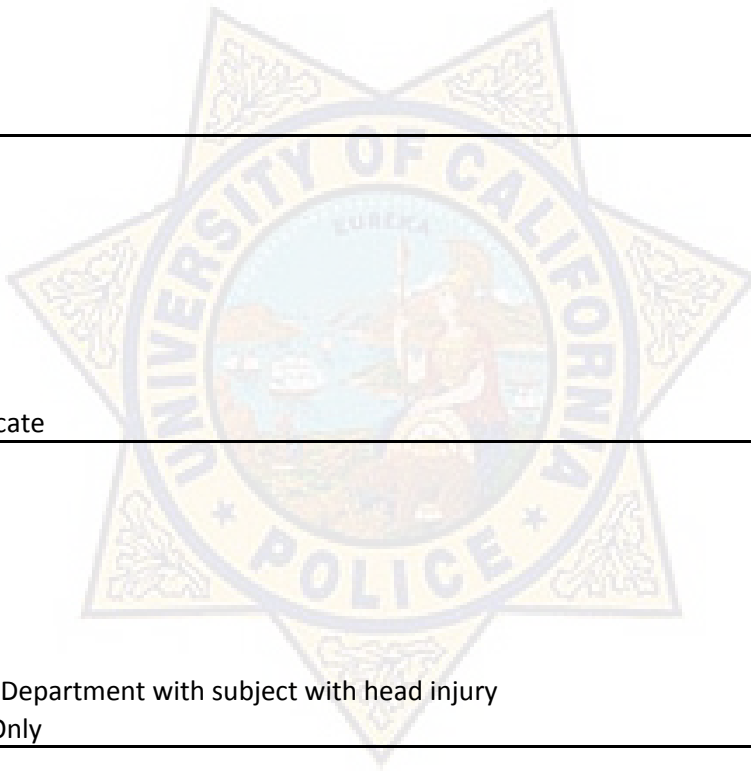 UNIVERSITY OF CALIFORNIA
EUREKA
cate
POLICE
Department with subject with head injury
Only